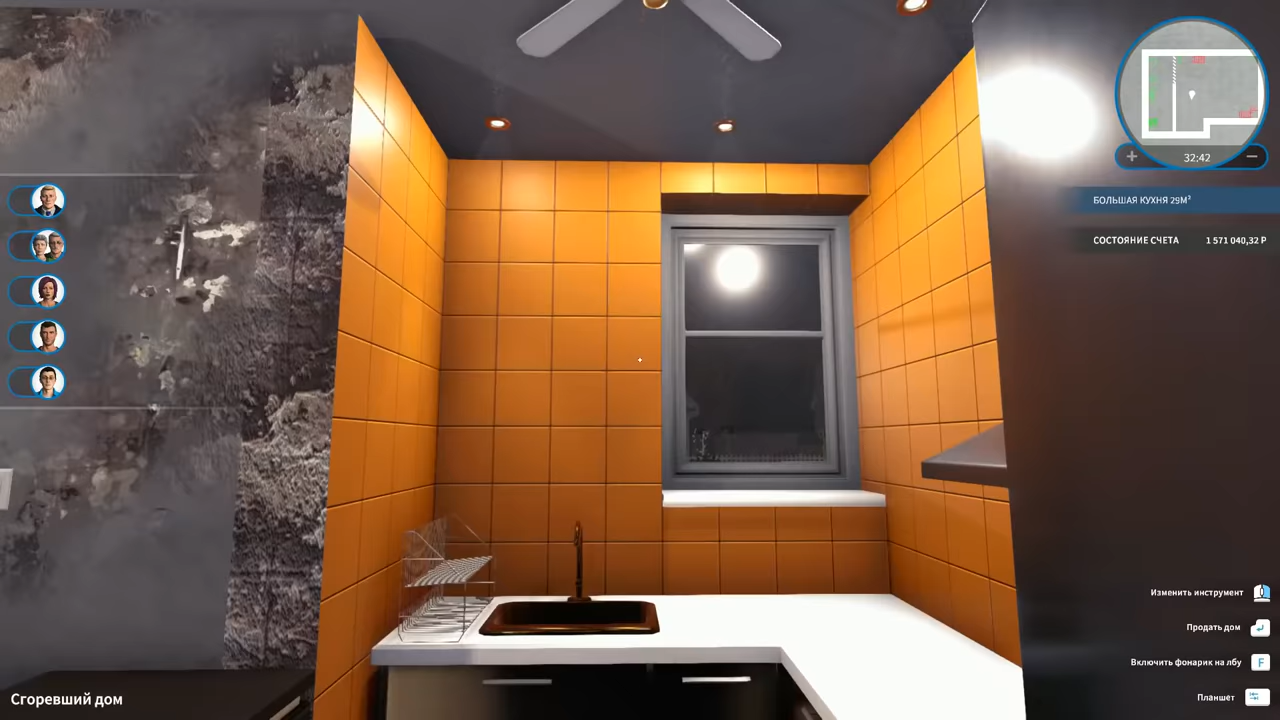 32:42
БОЛЬШАЯ КУХНЯ 29М²
СОСТОЯНИЕ СЧЕТА 1 571 040,32 Р
Изменить инструмент
Продать дом
Включить фонарик на лбу F
Планшет
Сгоревший дом